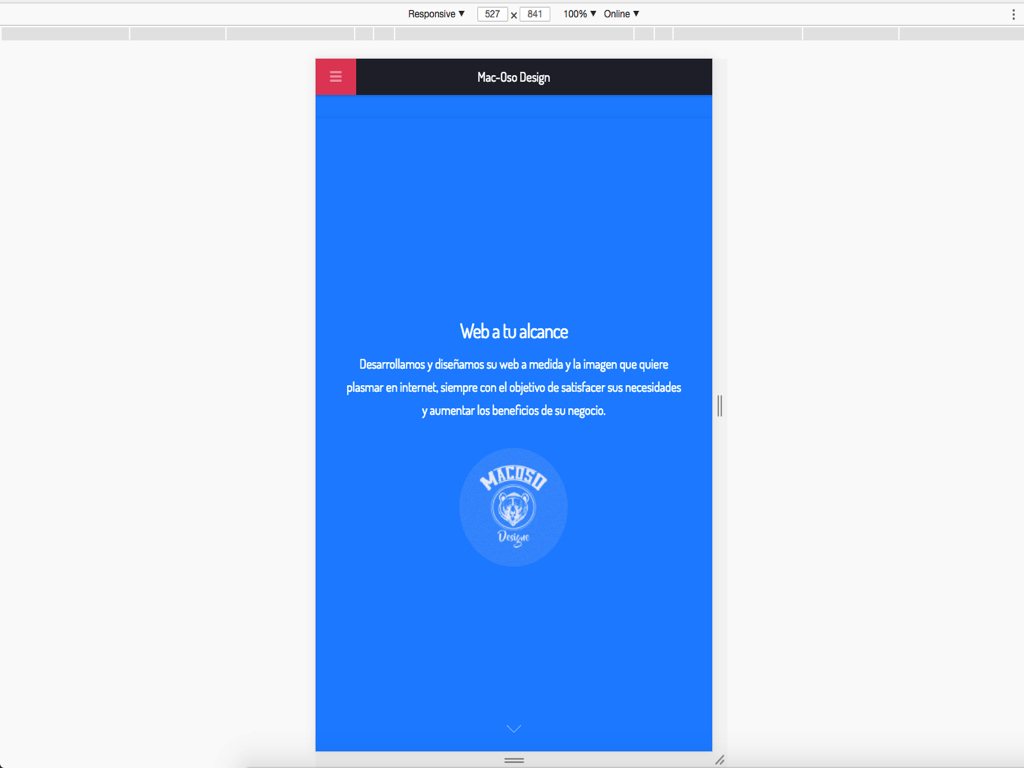 Responsive ▼ 527 x 841 100% ▼ Online ▼
Mac-Oso Design
Web a tu alcance
Desarrollamos y diseñamos su web a medida y la imagen que quiere
plasmar en internet, siempre con el objetivo de satisfacer sus necesidades
y aumentar los beneficios de su negocio.
MACOSO
Designe